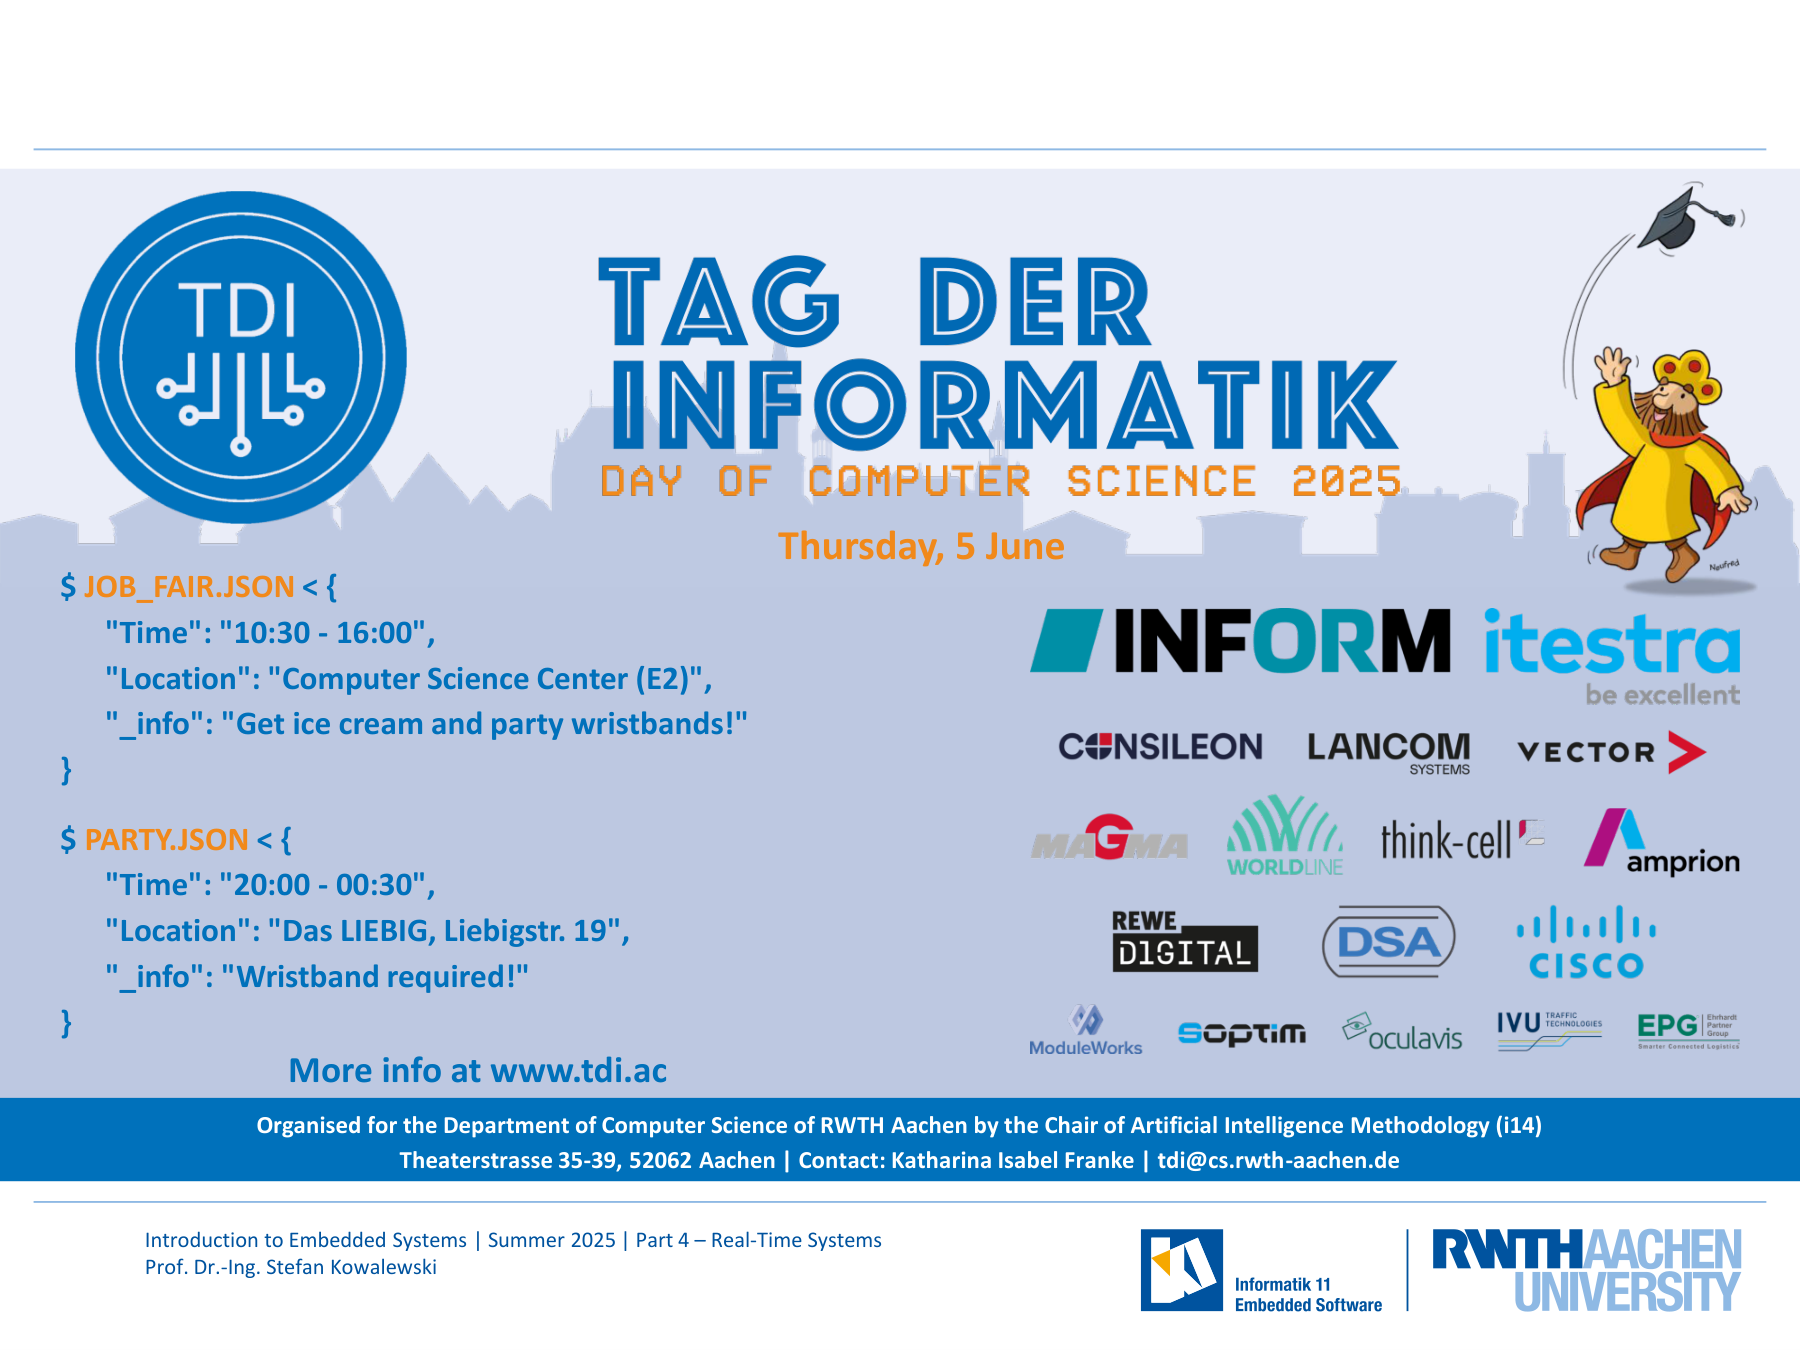 TDI
TAG DER
INFORMATIK
DAY OF COMPUTER SCIENCE 2025
Thursday, 5 June
Neufred
$ JOB_FAIR.JSON < {
"Time": "10:30 - 16:00",
"Location": "Computer Science Center (E2)",
"_info": "Get ice cream and party wristbands!"
}
$ PARTY.JSON < {
"Time": "20:00 - 00:30",
"Location": "Das LIEBIG, Liebigstr. 19",
"_info": "Wristband required!"
}
More info at www.tdi.ac
INFORM
itestra
be excellent
CONSILEON
LANCOM
SYSTEMS
VECTOR
MAGMA
WORLDLINE
think-cell
amprion
REWE
DIGITAL
DSA
CISCO
ModuleWorks
soptim
oculavis
IVU TRAFFIC
TECHNOLOGIES
EPG Ehrhardt
Partner
Group
Smarter Connected Logistics
Organised for the Department of Computer Science of RWTH Aachen by the Chair of Artificial Intelligence Methodology (i14)
Theaterstrasse 35-39, 52062 Aachen | Contact: Katharina Isabel Franke | tdi@cs.rwth-aachen.de
Introduction to Embedded Systems | Summer 2025 | Part 4 – Real-Time Systems
Prof. Dr.-Ing. Stefan Kowalewski
Informatik 11
Embedded Software
RWTH AACHEN
UNIVERSITY